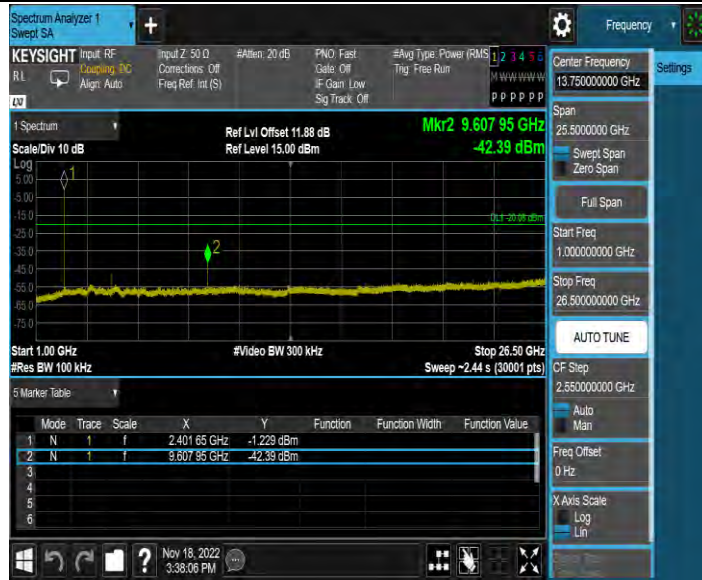 Spectrum Analyzer 1
Swept SA
+
Frequency
KEYSIGHT
RL
LXI
Input: RF
Coupling: DC
Align: Auto
Input Z: 50 Ω
Corrections: Off
Freq Ref: Int (S)
#Atten: 20 dB
PNO: Fast
Gate: Off
IF Gain: Low
Sig Track: Off
#Avg Type: Power (RMS
Trig: Free Run
1 2 3 4 5 6
M W W W W W
P P P P P P
1 Spectrum
Scale/Div 10 dB
Ref Lvl Offset 11.88 dB
Ref Level 15.00 dBm
Mkr2 9.607 95 GHz
-42.39 dBm
Log
5.00
-5.00
-15.0
-25.0
-35.0
-45.0
-55.0
-65.0
-75.0
1
2
Start 1.00 GHz
#Res BW 100 kHz
#Video BW 300 kHz
Stop 26.50 GHz
Sweep ~2.44 s (30001 pts)
5 Marker Table
Mode Trace Scale X Y Function Function Width Function Value
1 N 1 f 2.401 65 GHz -1.229 dBm
2 N 1 f 9.607 95 GHz -42.39 dBm
3
4
5
6
Nov 18, 2022
3:38:06 PM
?
Center Frequency
13.750000000 GHz
Settings
Span
25.5000000 GHz
Swept Span
Zero Span
Full Span
Start Freq
1.000000000 GHz
Stop Freq
26.500000000 GHz
AUTO TUNE
CF Step
2.550000000 GHz
Auto
Man
Freq Offset
0 Hz
X Axis Scale
Log
Lin